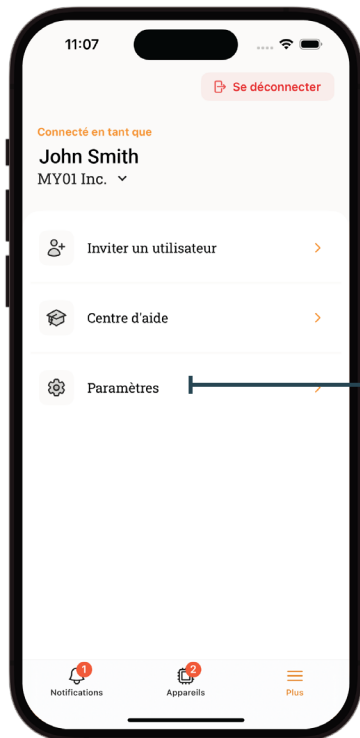 11:07
Se déconnecter
Connecté en tant que
John Smith
MY01 Inc.
Inviter un utilisateur
Centre d'aide
Paramètres
1
2
Notifications
Appareils
Plus